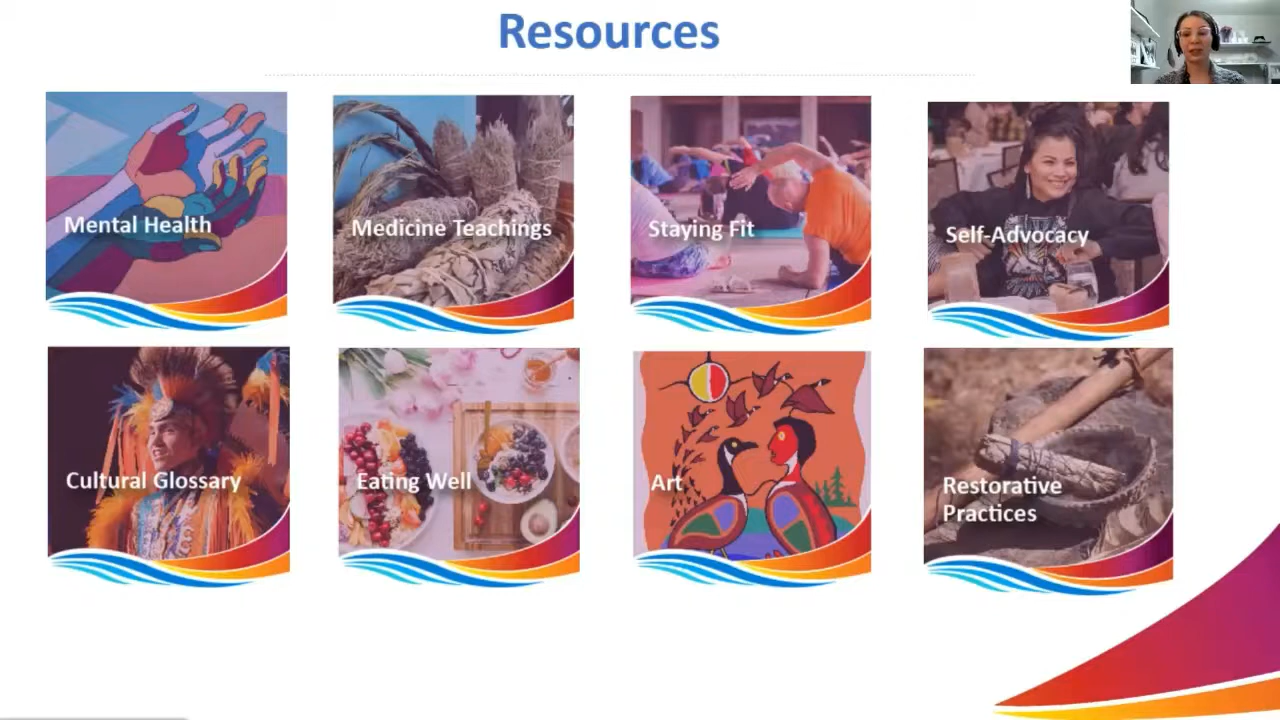 Resources
Mental Health
Medicine Teachings
Staying Fit
Self-Advocacy
Cultural Glossary
Eating Well
Art
Restorative
Practices